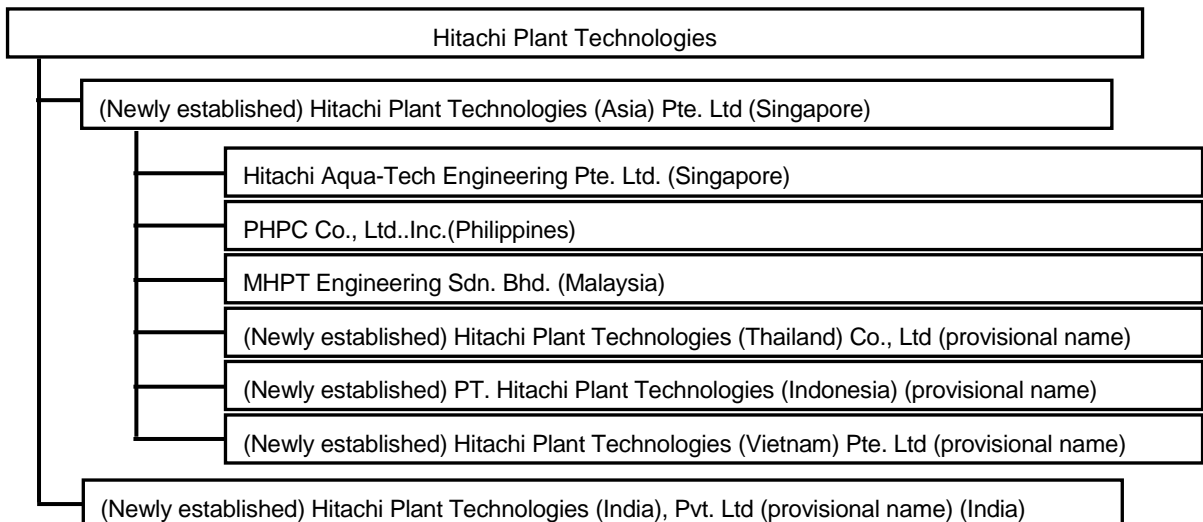 Hitachi Plant Technologies
(Newly established) Hitachi Plant Technologies (Asia) Pte. Ltd (Singapore)
Hitachi Aqua-Tech Engineering Pte. Ltd. (Singapore)
PHPC Co., Ltd..Inc.(Philippines)
MHPT Engineering Sdn. Bhd. (Malaysia)
(Newly established) Hitachi Plant Technologies (Thailand) Co., Ltd (provisional name)
(Newly established) PT. Hitachi Plant Technologies (Indonesia) (provisional name)
(Newly established) Hitachi Plant Technologies (Vietnam) Pte. Ltd (provisional name)
(Newly established) Hitachi Plant Technologies (India), Pvt. Ltd (provisional name) (India)